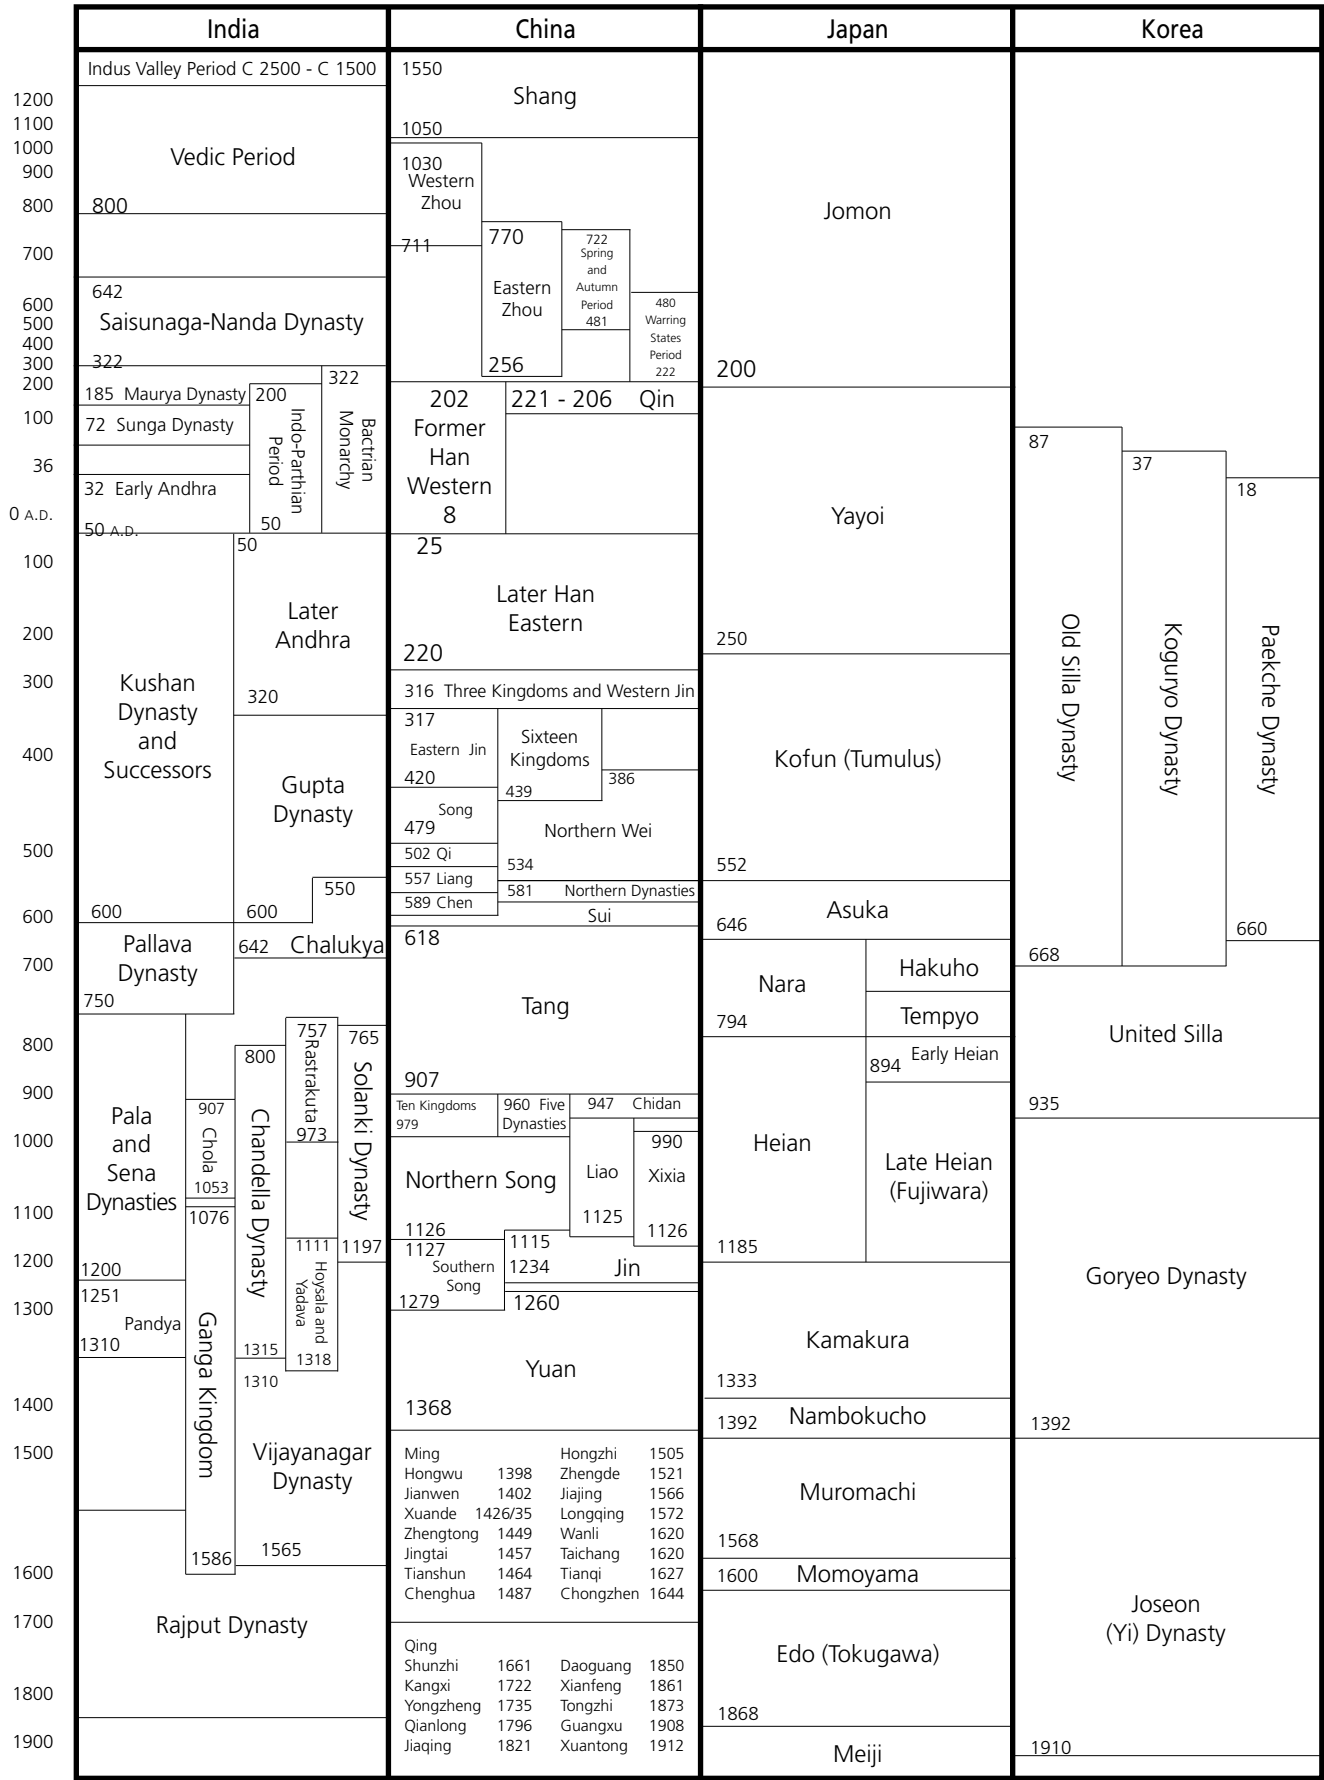 India
China
Japan
Korea
1200
1100
1000
900
800
700
600
500
400
300
200
100
36
0 A.D.
100
200
300
400
500
600
700
800
900
1000
1100
1200
1300
1400
1500
1600
1700
1800
1900
Indus Valley Period C 2500 - C 1500
Vedic Period
800
642
Saisunaga-Nanda Dynasty
322
185 Maurya Dynasty
72 Sunga Dynasty
32 Early Andhra
50 A.D.
200
Indo-Parthian
Period
50
322
Bactrian
Monarchy
50
Later
Andhra
320
Kushan
Dynasty
and
Successors
600
Gupta
Dynasty
550
600
Pallava
Dynasty
750
642 Chalukya
Pala
and
Sena
Dynasties
1200
1251
Pandya
1310
907
Chola
1053
1076
Ganga Kingdom
1586
800
Chandella Dynasty
1315
757
Rastrakuta
973
1111
Hoysala and
Yadava
1318
765
Solanki Dynasty
1197
1310
Vijayanagar
Dynasty
1565
Rajput Dynasty
1550
Shang
1050
1030
Western
Zhou
711
770
Eastern
Zhou
256
722
Spring
and
Autumn
Period
481
480
Warring
States
Period
222
202
Former
Han
Western
8
221 - 206 Qin
25
Later Han
Eastern
220
316 Three Kingdoms and Western Jin
317
Eastern Jin
420
Sixteen
Kingdoms
439
386
Song
479
Northern Wei
534
502 Qi
557 Liang
589 Chen
581 Northern Dynasties
Sui
618
Tang
907
Ten Kingdoms
979
960 Five
Dynasties
947 Chidan
Northern Song
1126
Liao
1125
990
Xixia
1126
1127
Southern
Song
1279
1115
1234 Jin
1260
Yuan
1368
Ming
Hongwu 1398
Jianwen 1402
Xuande 1426/35
Zhengtong 1449
Jingtai 1457
Tianshun 1464
Chenghua 1487
Hongzhi 1505
Zhengde 1521
Jiajing 1566
Longqing 1572
Wanli 1620
Taichang 1620
Tianqi 1627
Chongzhen 1644
Qing
Shunzhi 1661
Kangxi 1722
Yongzheng 1735
Qianlong 1796
Jiaqing 1821
Daoguang 1850
Xianfeng 1861
Tongzhi 1873
Guangxu 1908
Xuantong 1912
Jomon
200
Yayoi
250
Kofun (Tumulus)
552
Asuka
646
Nara
794
Hakuho
Tempyo
894 Early Heian
Heian
1185
Late Heian
(Fujiwara)
Kamakura
1333
1392 Nambokucho
Muromachi
1568
1600 Momoyama
Edo (Tokugawa)
1868
Meiji
87
Old Silla Dynasty
668
37
Koguryo Dynasty
18
Paekche Dynasty
660
United Silla
935
Goryeo Dynasty
1392
Joseon
(Yi) Dynasty
1910